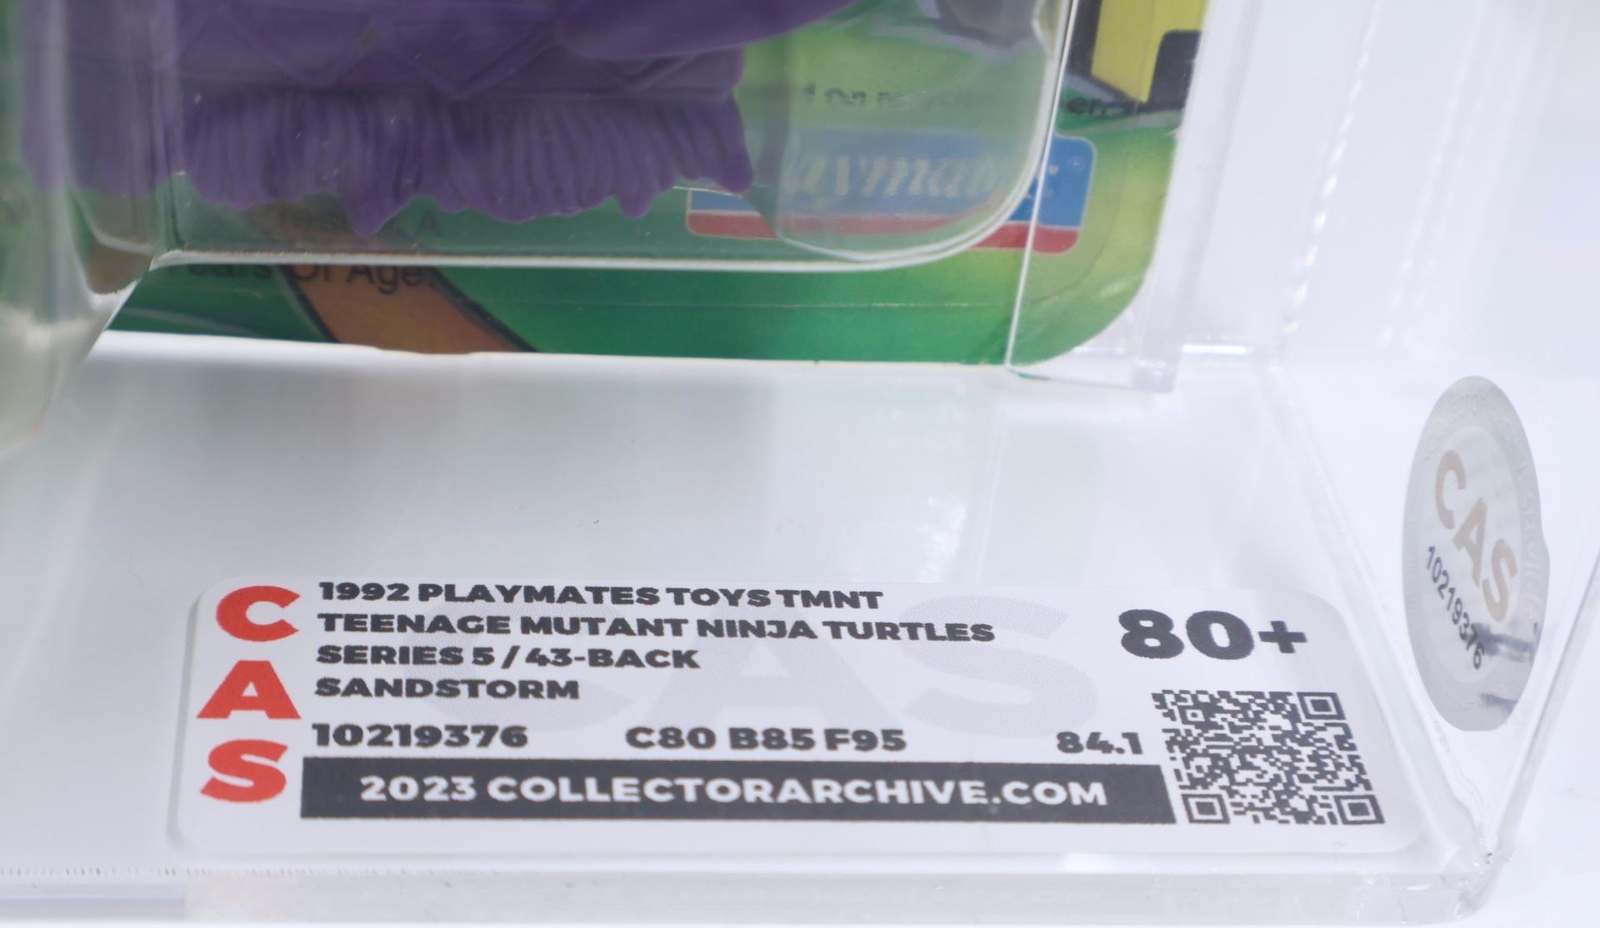 Playmates®
Years Of Age.
C
A
S
1992 PLAYMATES TOYS TMNT
TEENAGE MUTANT NINJA TURTLES
SERIES 5 / 43-BACK
SANDSTORM
80+
10219376 C80 B85 F95 84.1
2023 COLLECTORARCHIVE.COM
CAS
10219376